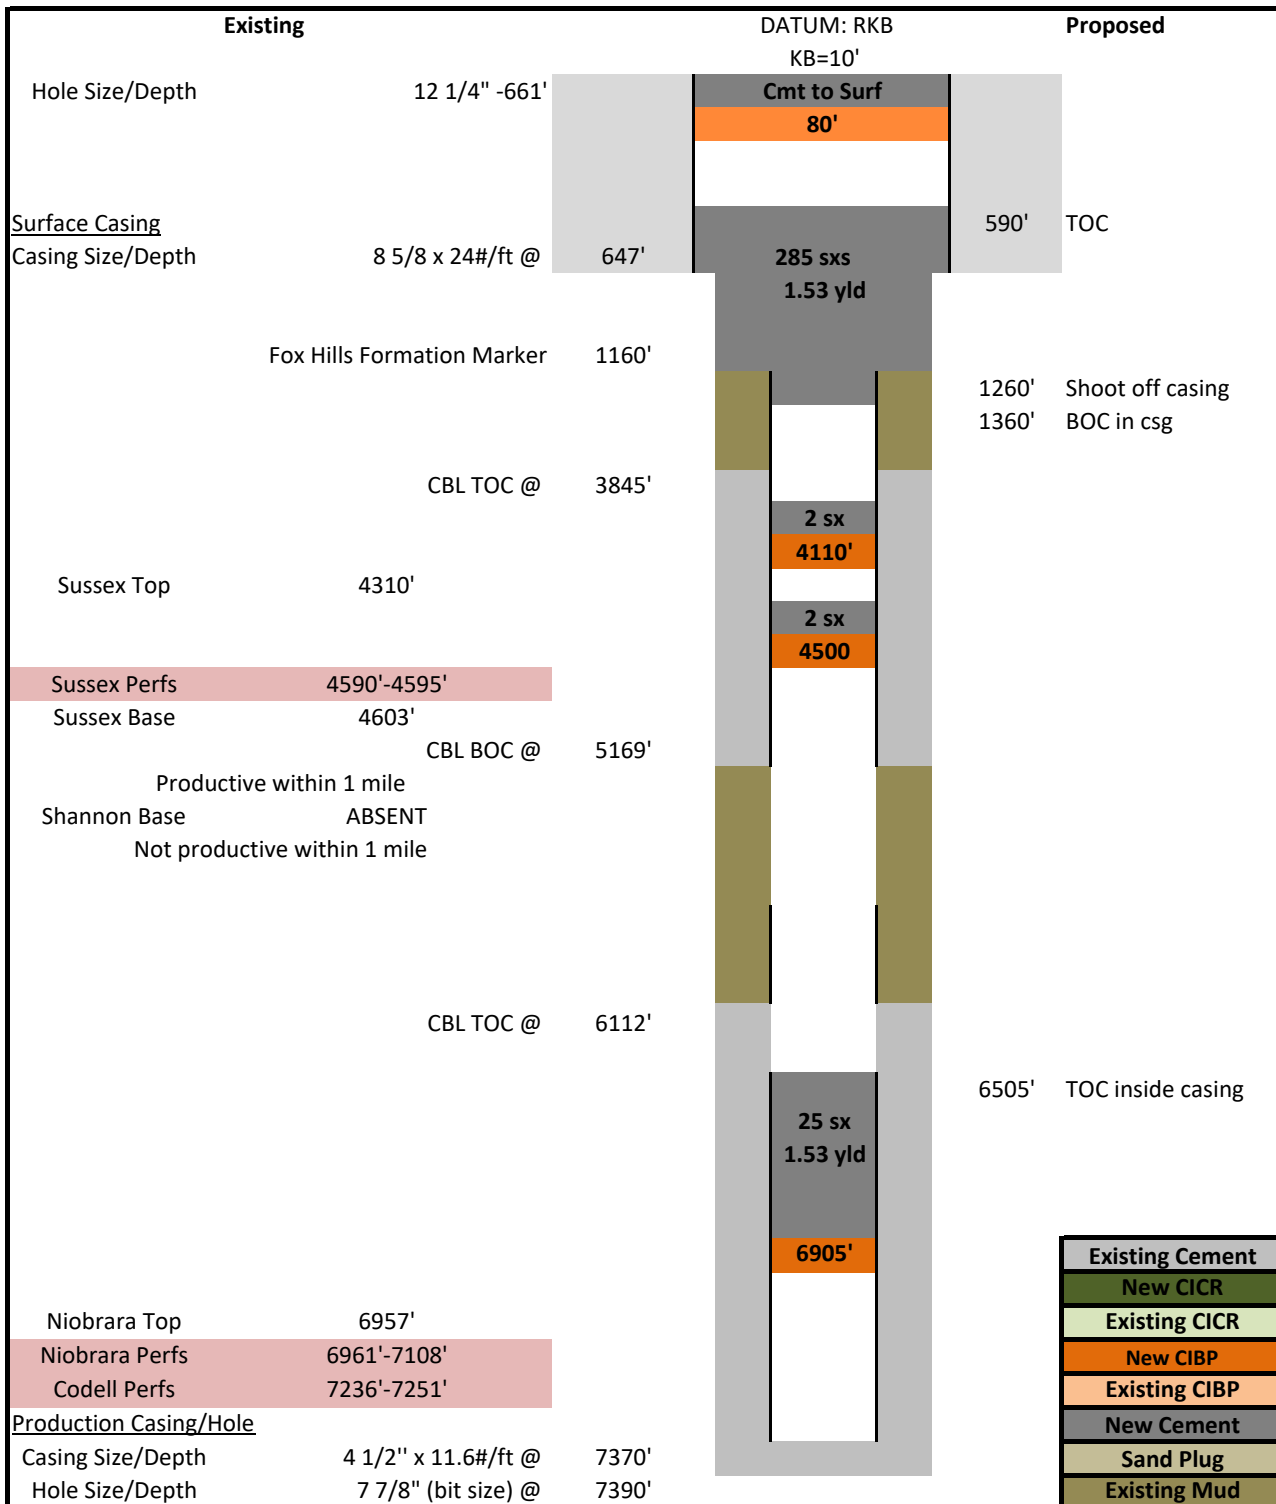 Existing DATUM: RKB Proposed
KB=10'
Hole Size/Depth 12 1/4" -661' Cmt to Surf
80'
Surface Casing 590' TOC
Casing Size/Depth 8 5/8 x 24#/ft @ 647' 285 sxs
1.53 yld
Fox Hills Formation Marker 1160'
1260' Shoot off casing
1360' BOC in csg
CBL TOC @ 3845'
2 sx
4110'
Sussex Top 4310'
2 sx
4500
Sussex Perfs 4590'-4595'
Sussex Base 4603'
CBL BOC @ 5169'
Productive within 1 mile
Shannon Base ABSENT
Not productive within 1 mile
CBL TOC @ 6112'
6505' TOC inside casing
25 sx
1.53 yld
6905'
Existing Cement
New CICR
Niobrara Top 6957' Existing CICR
Niobrara Perfs 6961'-7108' New CIBP
Codell Perfs 7236'-7251' Existing CIBP
Production Casing/Hole New Cement
Casing Size/Depth 4 1/2'' x 11.6#/ft @ 7370' Sand Plug
Hole Size/Depth 7 7/8" (bit size) @ 7390' Existing Mud